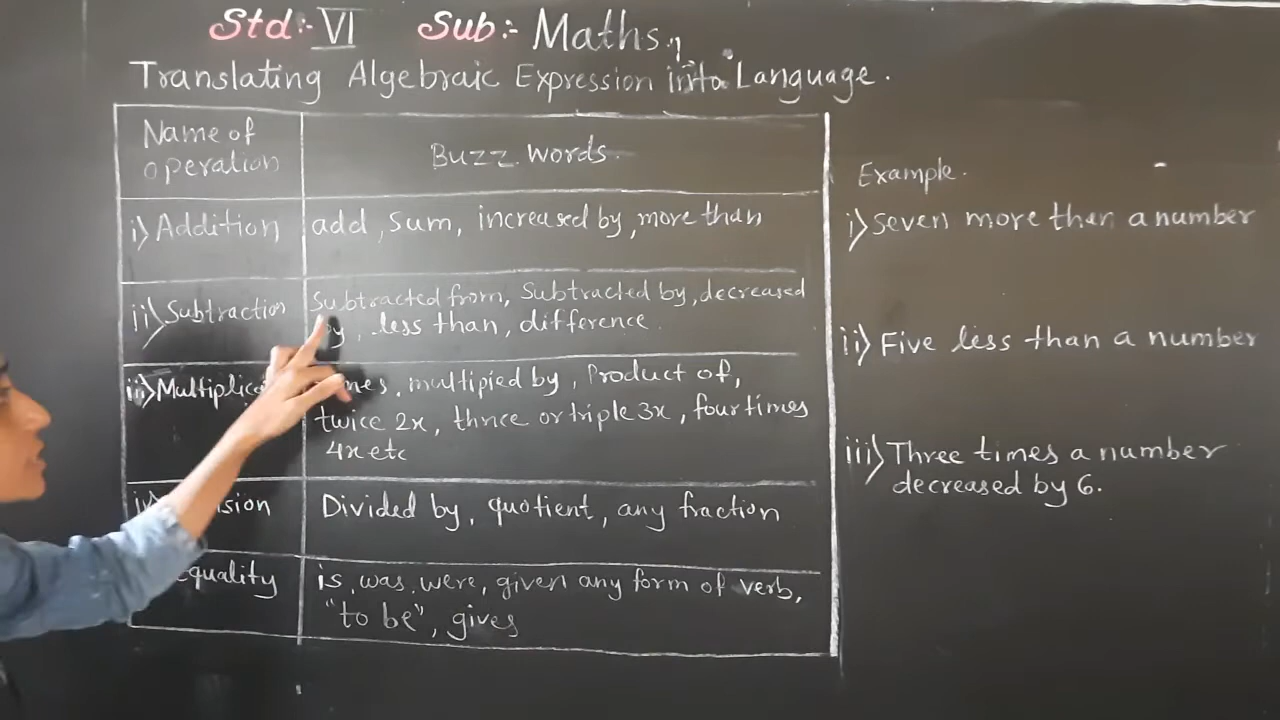 Std:- VI Sub:- Maths.
Translating Algebraic Expression into Language.
Name of
operation
Buzz words.
i) Addition
add, Sum, increased by, more than
ii) Subtraction
Subtracted from, Subtracted by, decreased
by, less than, difference.
iii) Multiplica
multipied by, Product of,
twice 2x, thrice or triple 3x, four times
4x etc
iv)
Divided by, quotient, any fraction
is, was, were, given any form of verb,
"to be", gives
Example.
i) seven more than a number
ii) Five less than a number
iii) Three times a number
decreased by 6.